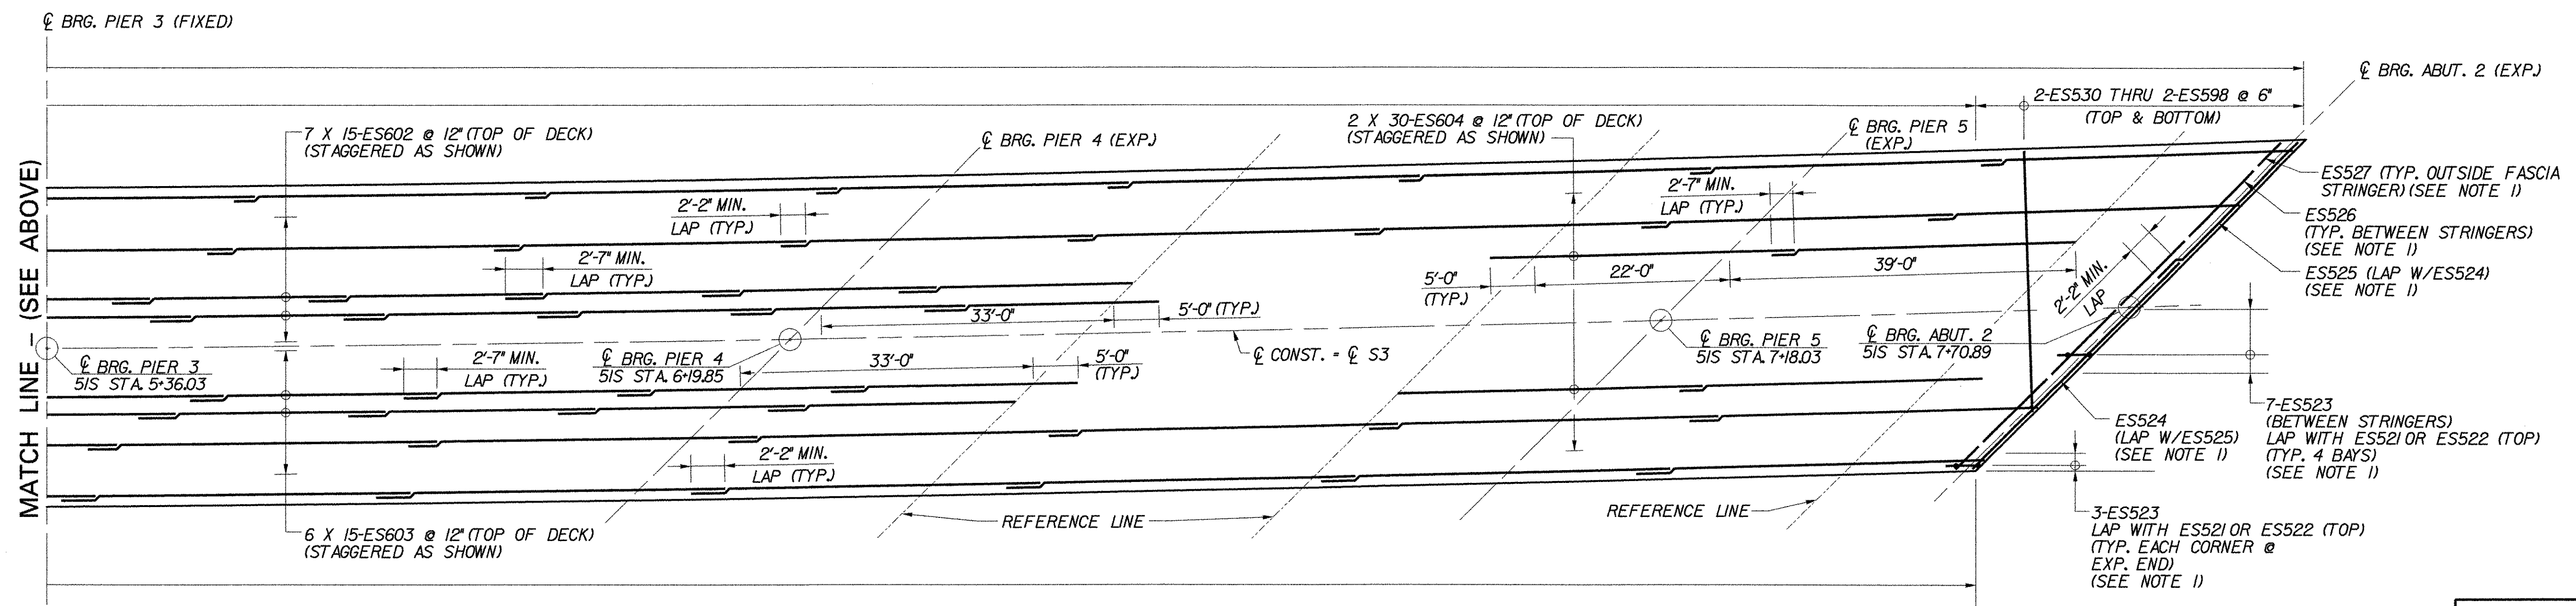 ℄ BRG. PIER 3 (FIXED)
℄ BRG. ABUT. 2 (EXP.)
2-ES530 THRU 2-ES598 @ 6"
(TOP & BOTTOM)
7 X 15-ES602 @ 12" (TOP OF DECK)
(STAGGERED AS SHOWN)
℄ BRG. PIER 4 (EXP.)
2 X 30-ES604 @ 12" (TOP OF DECK)
(STAGGERED AS SHOWN)
℄ BRG. PIER 5
(EXP.)
MATCH LINE - (SEE ABOVE)
ES527 (TYP. OUTSIDE FASCIA
STRINGER) (SEE NOTE 1)
2'-2" MIN.
LAP (TYP.)
2'-7" MIN.
LAP (TYP.)
ES526
(TYP. BETWEEN STRINGERS)
(SEE NOTE 1)
2'-7" MIN.
LAP (TYP.)
5'-0"
(TYP.)
22'-0"
39'-0"
2'-2" MIN.
LAP
ES525 (LAP W/ES524)
(SEE NOTE 1)
33'-0"
5'-0" (TYP.)
℄ BRG. PIER 3
51S STA. 5+36.03
2'-7" MIN.
LAP (TYP.)
℄ BRG. PIER 4
51S STA. 6+19.85
33'-0"
5'-0"
(TYP.)
℄ CONST. = ℄ S3
℄ BRG. PIER 5
51S STA. 7+18.03
℄ BRG. ABUT. 2
51S STA. 7+70.89
7-ES523
(BETWEEN STRINGERS)
LAP WITH ES521 OR ES522 (TOP)
(TYP. 4 BAYS)
(SEE NOTE 1)
ES524
(LAP W/ES525)
(SEE NOTE 1)
2'-2" MIN.
LAP (TYP.)
6 X 15-ES603 @ 12" (TOP OF DECK)
(STAGGERED AS SHOWN)
REFERENCE LINE
REFERENCE LINE
3-ES523
LAP WITH ES521 OR ES522 (TOP)
(TYP. EACH CORNER @
EXP. END)
(SEE NOTE 1)